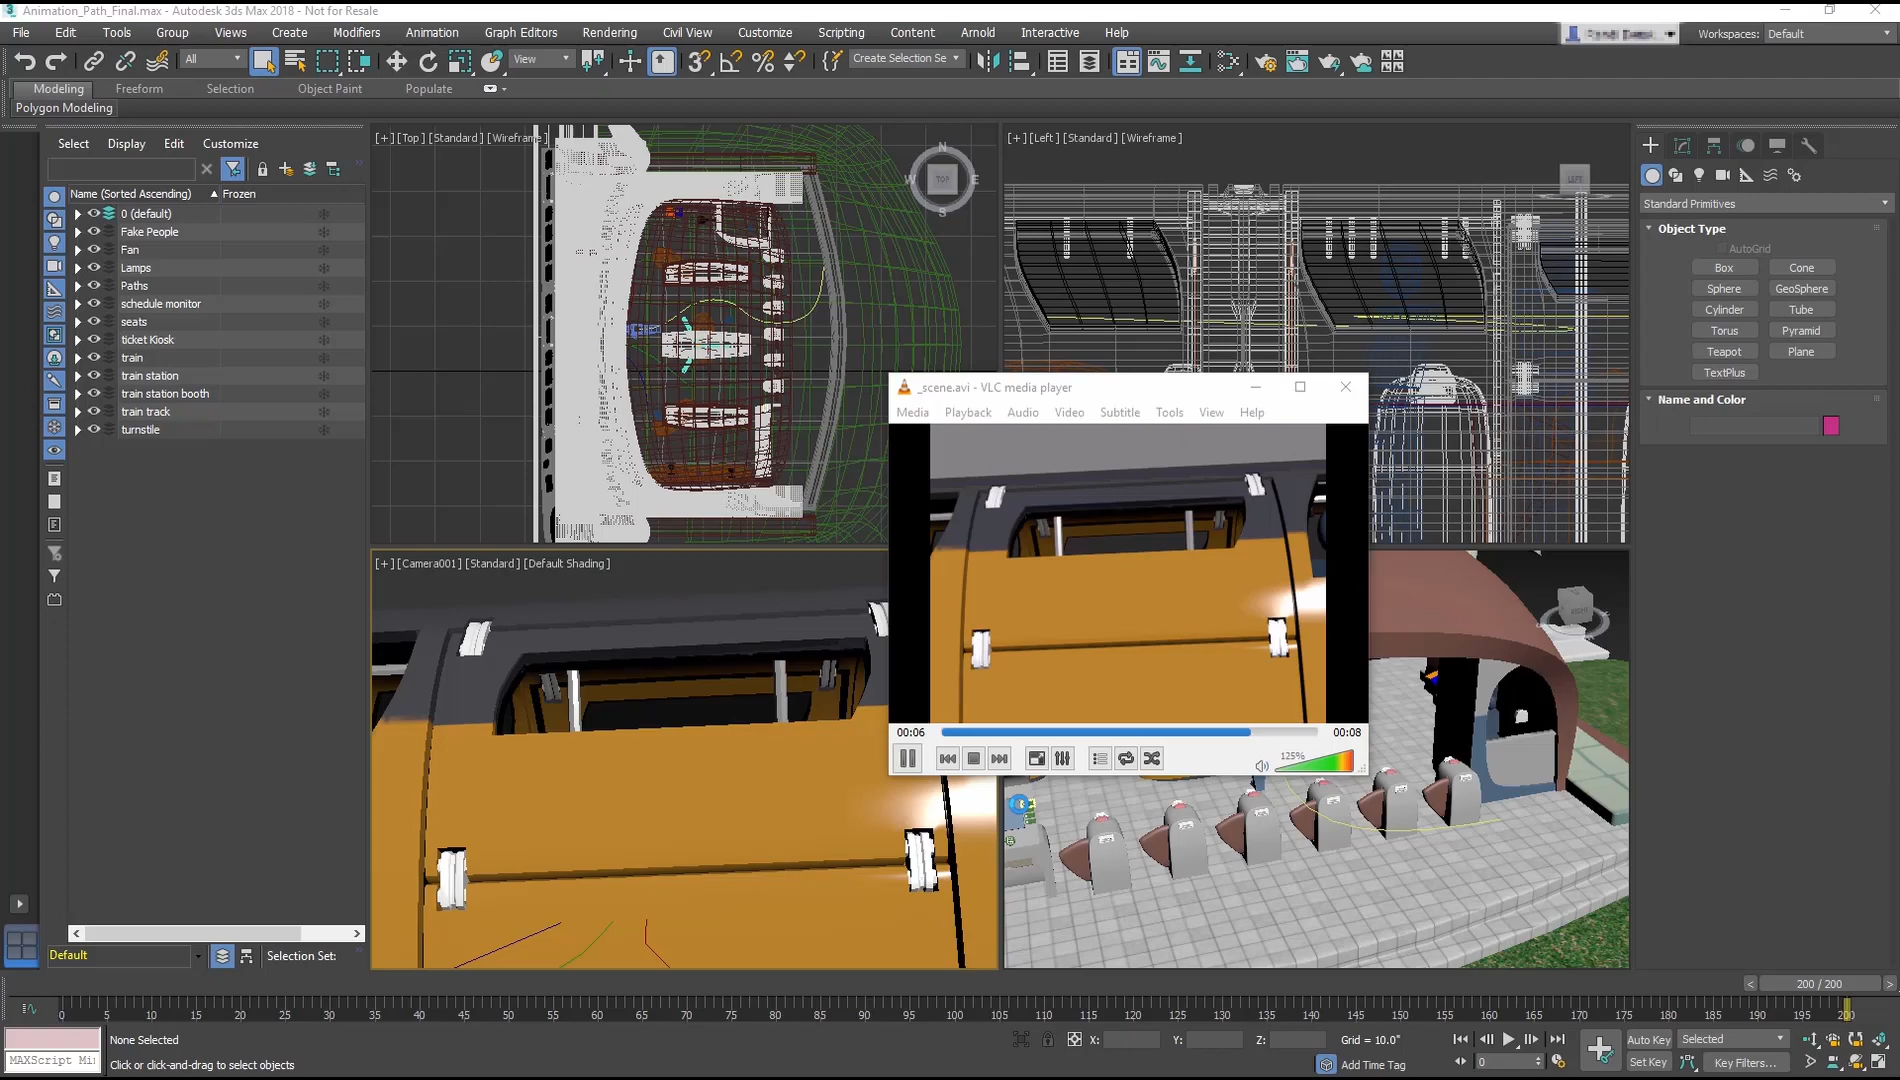 Animation_Path_Final.max - Autodesk 3ds Max 2018 - Not for Resale
File Edit Tools Group Views Create Modifiers Animation Graph Editors Rendering Civil View Customize Scripting Content Arnold Interactive Help
Workspaces: Default
All View Create Selection Se
Modeling Freeform Selection Object Paint Populate
Polygon Modeling
Select Display Edit Customize
Name (Sorted Ascending) Frozen
0 (default)
Fake People
Fan
Lamps
Paths
schedule monitor
seats
ticket Kiosk
train
train station
train station booth
train track
turnstile
Default Selection Set:
[+] [Top] [Standard] [Wireframe]
N
W TOP E
S
[+] [Left] [Standard] [Wireframe]
LEFT
[+] [Camera001] [Standard] [Default Shading]
_scene.avi - VLC media player
Media Playback Audio Video Subtitle Tools View Help
00:06 00:08
125%
Standard Primitives
Object Type
AutoGrid
Box Cone
Sphere GeoSphere
Cylinder Tube
Torus Pyramid
Teapot Plane
TextPlus
Name and Color
< 200 / 200 >
0 5 10 15 20 25 30 35 40 45 50 55 60 65 70 75 80 85 90 95 100 105 110 115 120 125 130 135 140 145 150 155 160 165 170 175 180 185 190 195 200
None Selected X: Y: Z: Grid = 10.0" Auto Key Selected
MAXScript Mi Click or click-and-drag to select objects Add Time Tag 0 Set Key Key Filters...